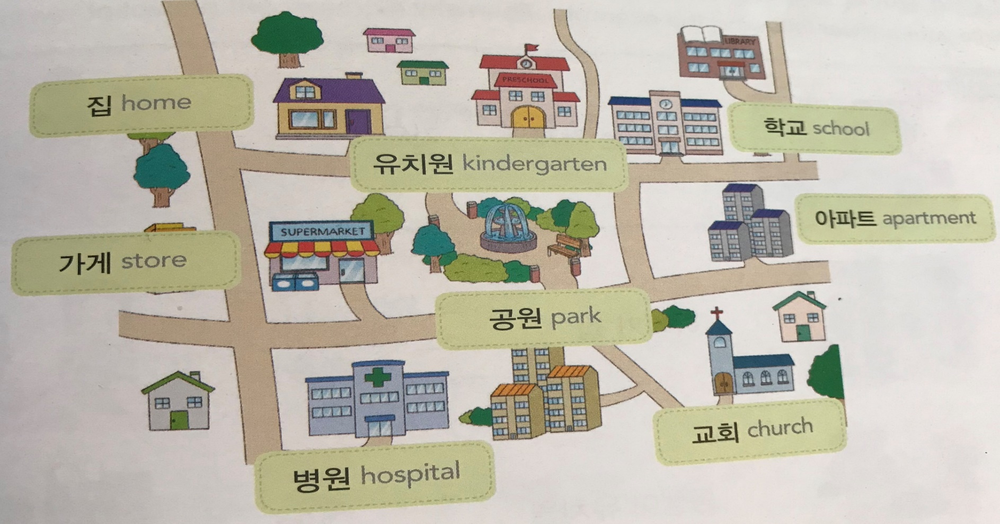 LIBRARY
PRESCHOOL
집 home
학교 school
유치원 kindergarten
아파트 apartment
SUPERMARKET
가게 store
공원 park
교회 church
병원 hospital